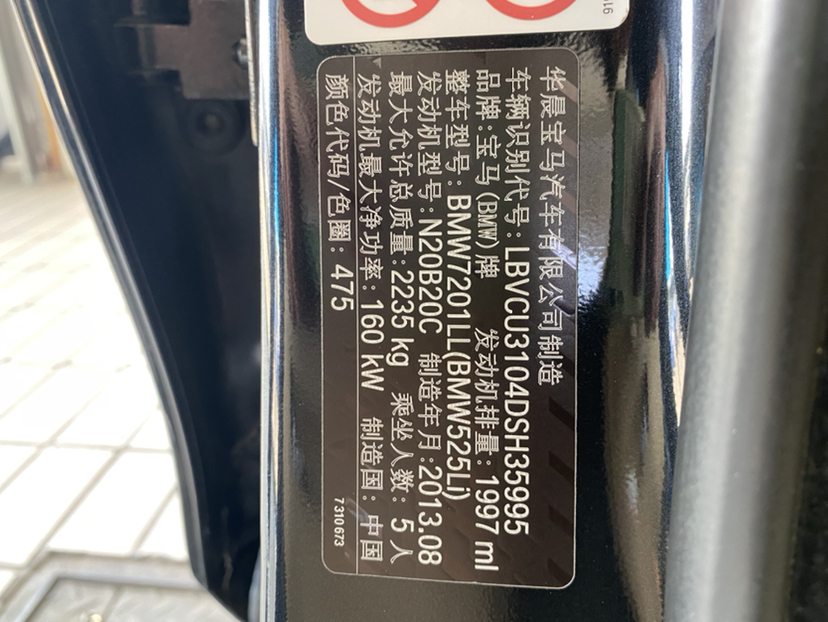 916
华晨宝马汽车有限公司制造
车辆识别代号: LBVCU3104DSH35995
品牌:宝马(BMW)牌 发动机排量: 1997 ml
整车型号: BMW7201LL(BMW525Li)
发动机型号:N20B20C 制造年月:2013.08
最大允许总质量:2235 kg 乘坐人数: 5 人
发动机最大净功率: 160 kW 制造国: 中国
颜色代码/色圈: 475
7 310 673